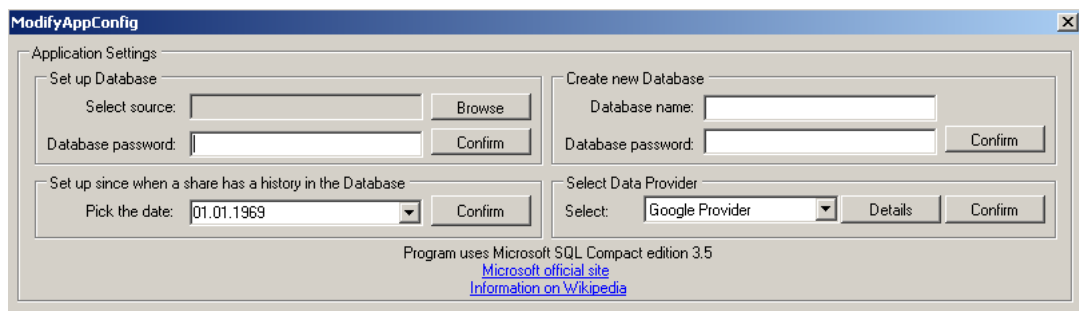 ModifyAppConfig
Application Settings
Set up Database
Select source:
Browse
Database password:
Confirm
Create new Database
Database name:
Database password:
Confirm
Set up since when a share has a history in the Database
Pick the date:
01.01.1969
Confirm
Select Data Provider
Select:
Google Provider
Details
Confirm
Program uses Microsoft SQL Compact edition 3.5
Microsoft official site
Information on Wikipedia